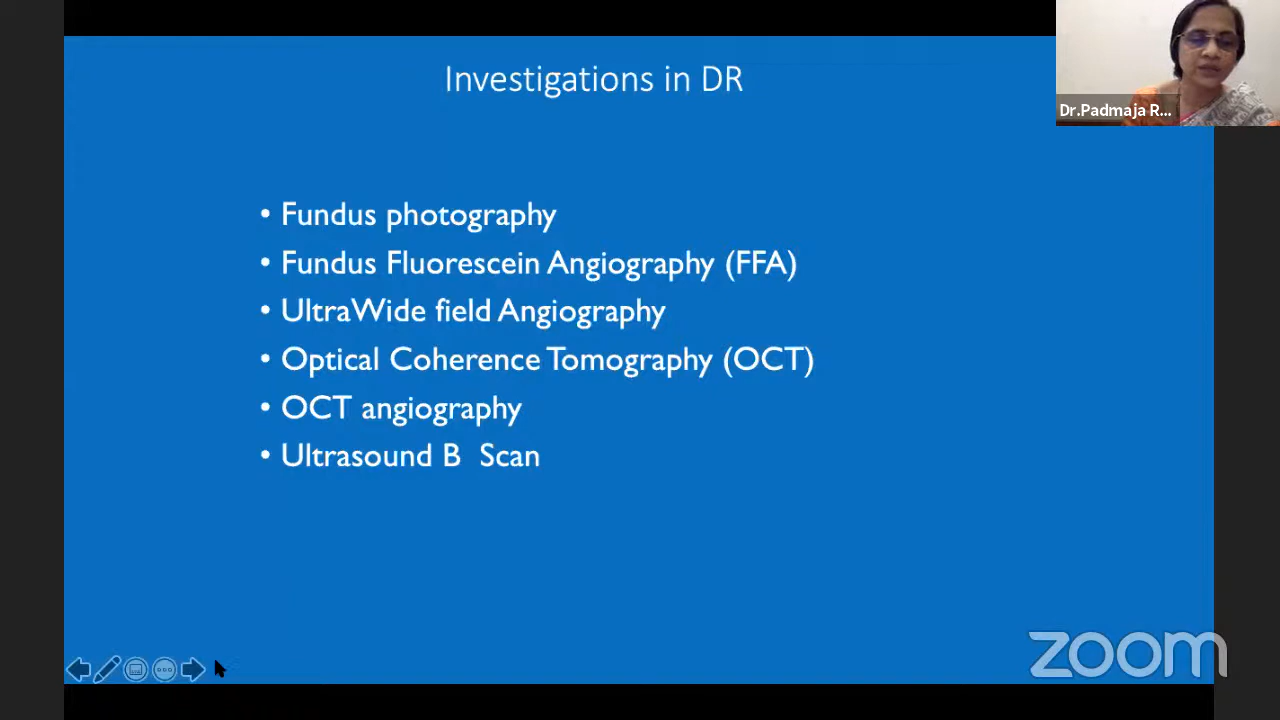 Investigations in DR
Dr.Padmaja R...
• Fundus photography
• Fundus Fluorescein Angiography (FFA)
• UltraWide field Angiography
• Optical Coherence Tomography (OCT)
• OCT angiography
• Ultrasound B  Scan
zoom